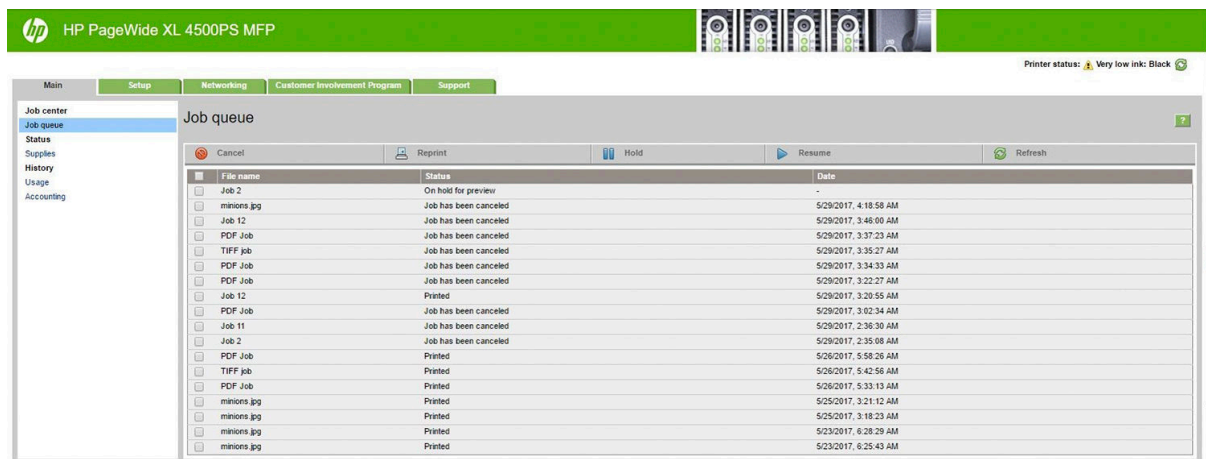 hp HP PageWide XL 4500PS MFP
Printer status: Very low ink: Black
Main Setup Networking Customer Involvement Program Support
Job center
Job queue
Status
Supplies
History
Usage
Accounting
Job queue ?
Cancel Reprint Hold Resume Refresh
File name Status Date
Job 2 On hold for preview -
minions.jpg Job has been canceled 5/29/2017, 4:18:58 AM
Job 12 Job has been canceled 5/29/2017, 3:46:00 AM
PDF Job Job has been canceled 5/29/2017, 3:37:23 AM
TIFF job Job has been canceled 5/29/2017, 3:35:27 AM
PDF Job Job has been canceled 5/29/2017, 3:34:33 AM
PDF Job Job has been canceled 5/29/2017, 3:22:27 AM
Job 12 Printed 5/29/2017, 3:20:55 AM
PDF Job Job has been canceled 5/29/2017, 3:02:34 AM
Job 11 Job has been canceled 5/29/2017, 2:36:30 AM
Job 2 Job has been canceled 5/29/2017, 2:35:08 AM
PDF Job Printed 5/26/2017, 5:58:26 AM
TIFF job Printed 5/26/2017, 5:42:56 AM
PDF Job Printed 5/26/2017, 5:33:13 AM
minions.jpg Printed 5/25/2017, 3:21:12 AM
minions.jpg Printed 5/25/2017, 3:18:23 AM
minions.jpg Printed 5/23/2017, 6:28:29 AM
minions.jpg Printed 5/23/2017, 6:25:43 AM